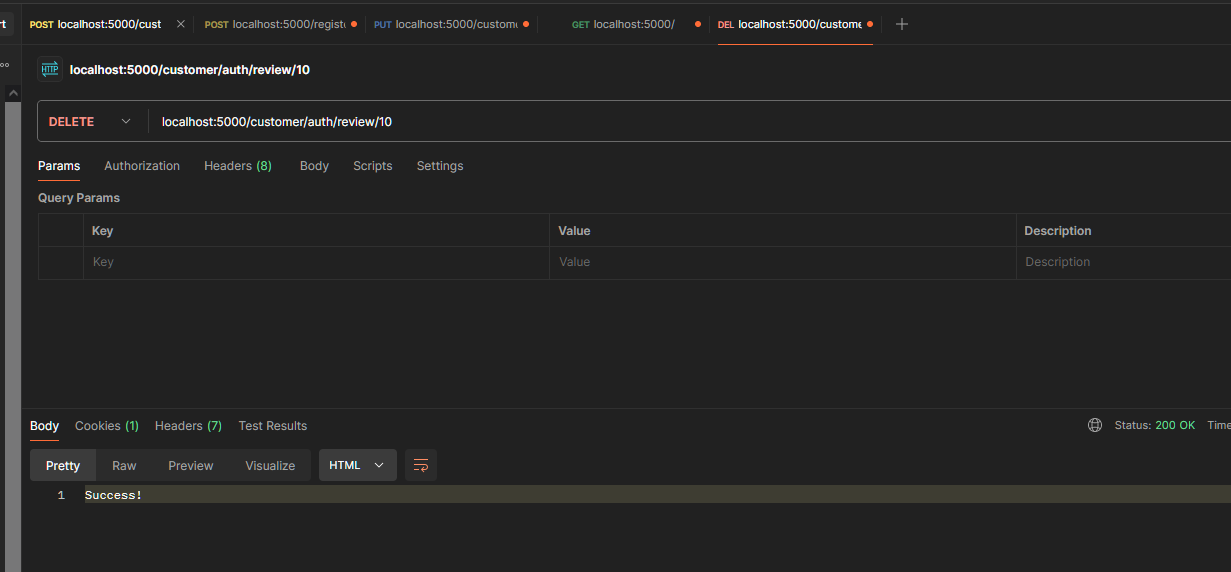 rt POST localhost:5000/cust POST localhost:5000/registe PUT localhost:5000/custome GET localhost:5000/ DEL localhost:5000/custome
HTTP localhost:5000/customer/auth/review/10
DELETE localhost:5000/customer/auth/review/10
Params Authorization Headers (8) Body Scripts Settings
Query Params
Key Value Description
Key Value Description
Body Cookies (1) Headers (7) Test Results Status: 200 OK Time
Pretty Raw Preview Visualize HTML
1 Success!